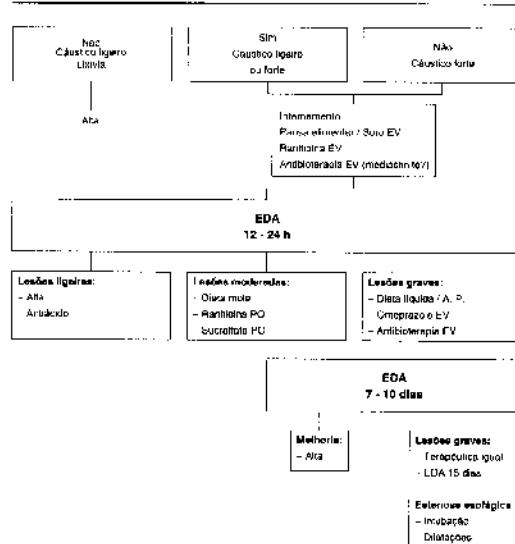 Não
Cáustico ligeiro
Lixívia
Sim
Cáustico ligeiro
ou forte
Não
Cáustico forte
Alta
Internamento
Pausa alimentar / Soro EV
Ranitidina EV
Antibioterapia EV (mediastinite?)
EDA
12 - 24 h
Lesões ligeiras:
– Alta
Antiácido
Lesões moderadas:
- Dieta mole
– Ranitidina PO
Sucralfato PO
Lesões graves:
– Dieta líquida / A. P.
Omeprazole EV
– Antibioterapia EV
EDA
7 - 10 dias
Melhoria:
– Alta
Lesões graves:
Terapêutica igual
- EDA 15 dias
Estenose esofágica
– Intubação
Dilatações